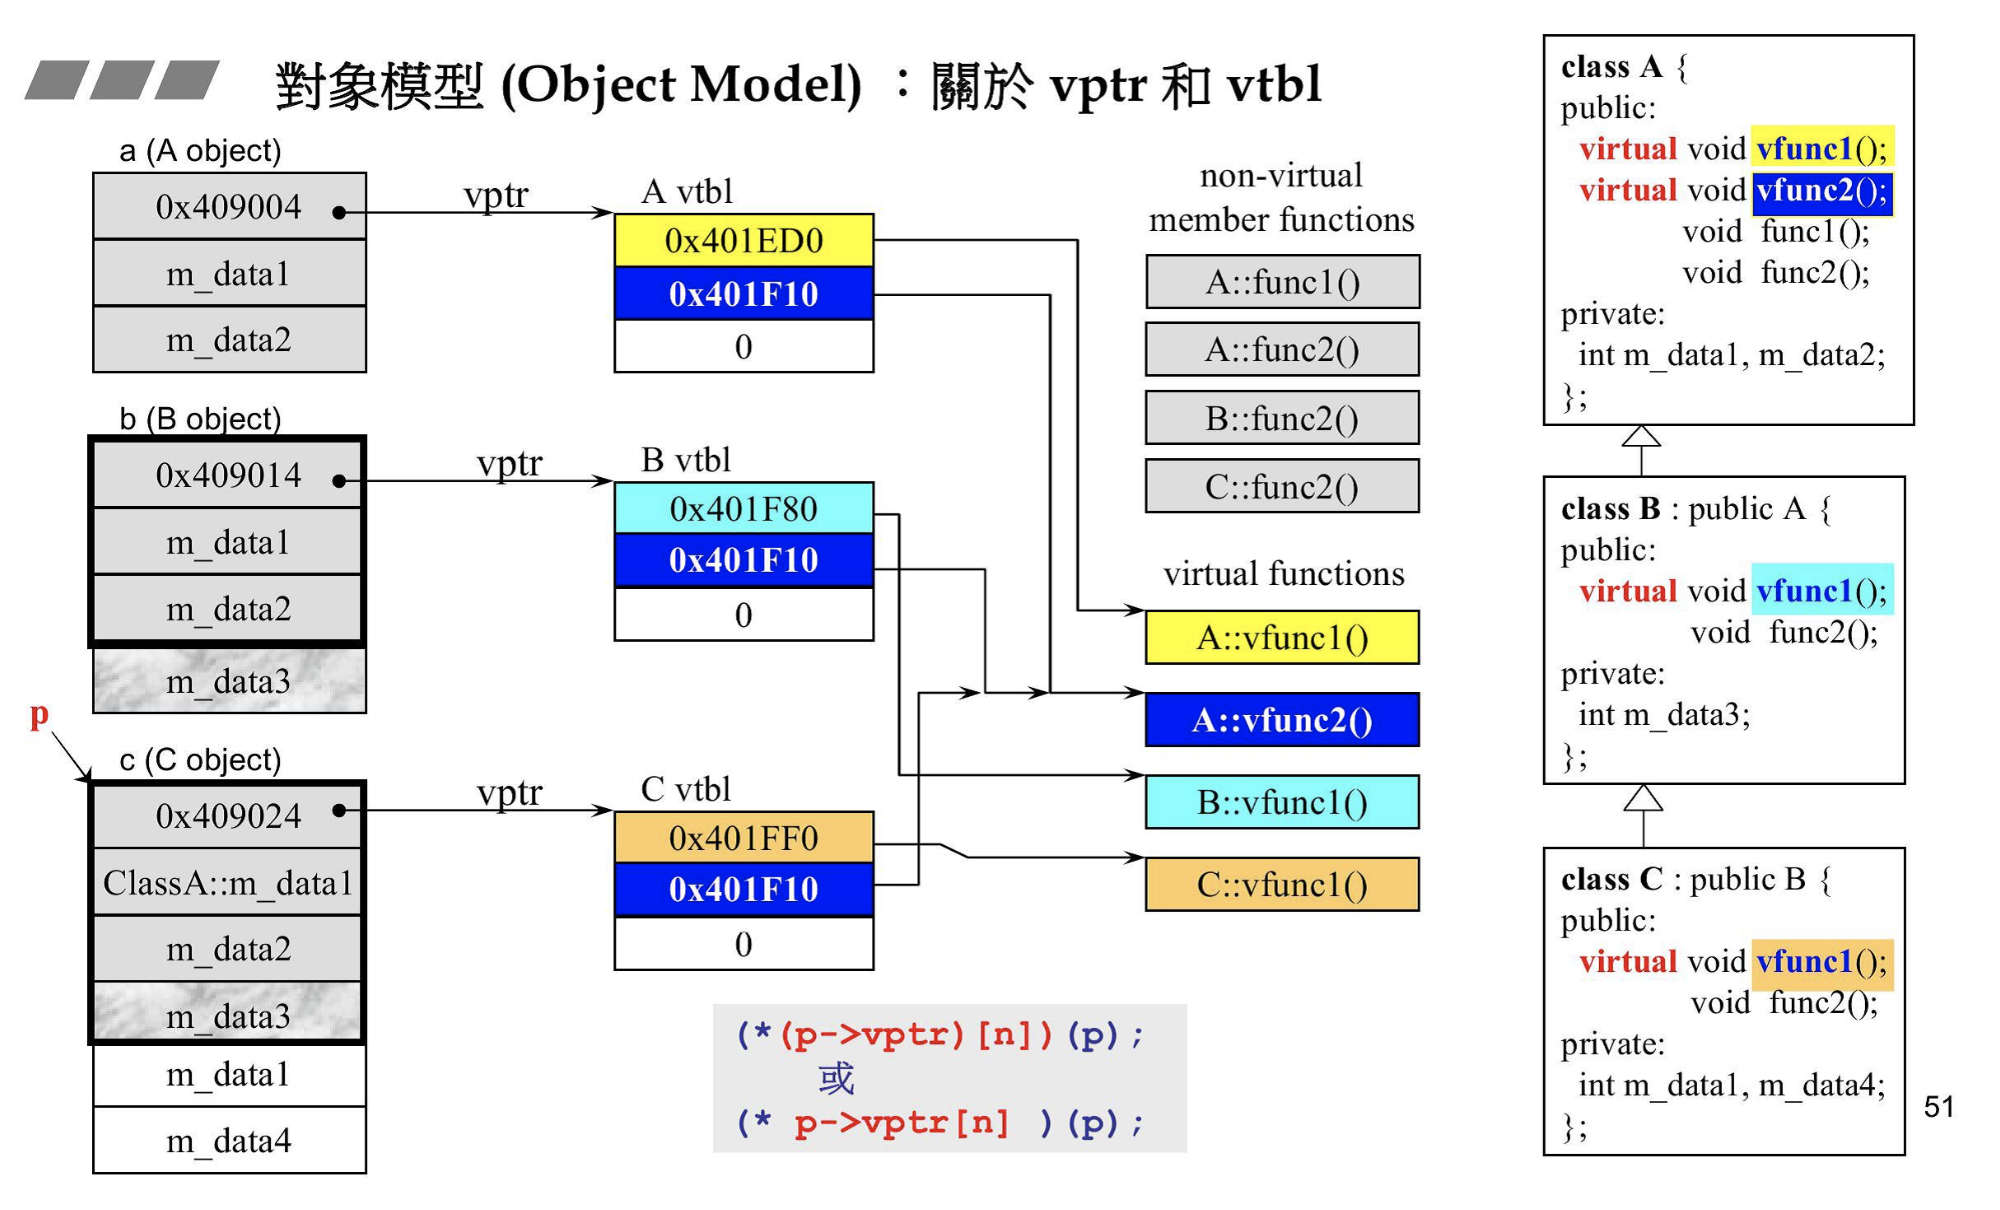 對象模型 (Object Model) ：關於 vptr 和 vtbl
a (A object)
0x409004
m_data1
m_data2
vptr
A vtbl
0x401ED0
0x401F10
0
b (B object)
0x409014
m_data1
m_data2
m_data3
vptr
B vtbl
0x401F80
0x401F10
0
p
c (C object)
0x409024
ClassA::m_data1
m_data2
m_data3
m_data1
m_data4
vptr
C vtbl
0x401FF0
0x401F10
0
non-virtual
member functions
A::func1()
A::func2()
B::func2()
C::func2()
virtual functions
A::vfunc1()
A::vfunc2()
B::vfunc1()
C::vfunc1()
(*(p->vptr)[n])(p);
或
(* p->vptr[n] )(p);
class A {
public:
virtual void vfunc1();
virtual void vfunc2();
void func1();
void func2();
private:
int m_data1, m_data2;
};
class B : public A {
public:
virtual void vfunc1();
void func2();
private:
int m_data3;
};
class C : public B {
public:
virtual void vfunc1();
void func2();
private:
int m_data1, m_data4;
};
51